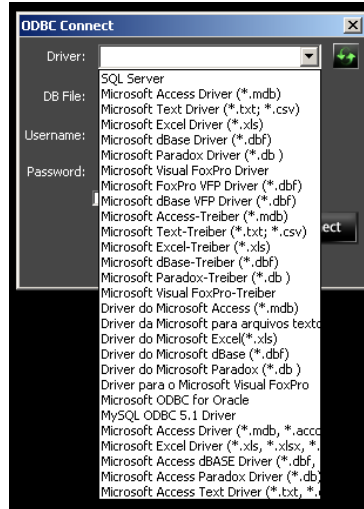 ODBC Connect
Driver:
DB File:
Username:
Password:
SQL Server
Microsoft Access Driver (*.mdb)
Microsoft Text Driver (*.txt; *.csv)
Microsoft Excel Driver (*.xls)
Microsoft dBase Driver (*.dbf)
Microsoft Paradox Driver (*.db )
Microsoft Visual FoxPro Driver
Microsoft FoxPro VFP Driver (*.dbf)
Microsoft dBase VFP Driver (*.dbf)
Microsoft Access-Treiber (*.mdb)
Microsoft Text-Treiber (*.txt; *.csv)
Microsoft Excel-Treiber (*.xls)
Microsoft dBase-Treiber (*.dbf)
Microsoft Paradox-Treiber (*.db )
Microsoft Visual FoxPro-Treiber
Driver do Microsoft Access (*.mdb)
Driver da Microsoft para arquivos texto
Driver do Microsoft Excel(*.xls)
Driver do Microsoft dBase (*.dbf)
Driver do Microsoft Paradox (*.db )
Driver para o Microsoft Visual FoxPro
Microsoft ODBC for Oracle
MySQL ODBC 5.1 Driver
Microsoft Access Driver (*.mdb, *.accd
Microsoft Excel Driver (*.xls, *.xlsx, *.
Microsoft Access dBASE Driver (*.dbf,
Microsoft Access Paradox Driver (*.db)
Microsoft Access Text Driver (*.txt, *.
ect